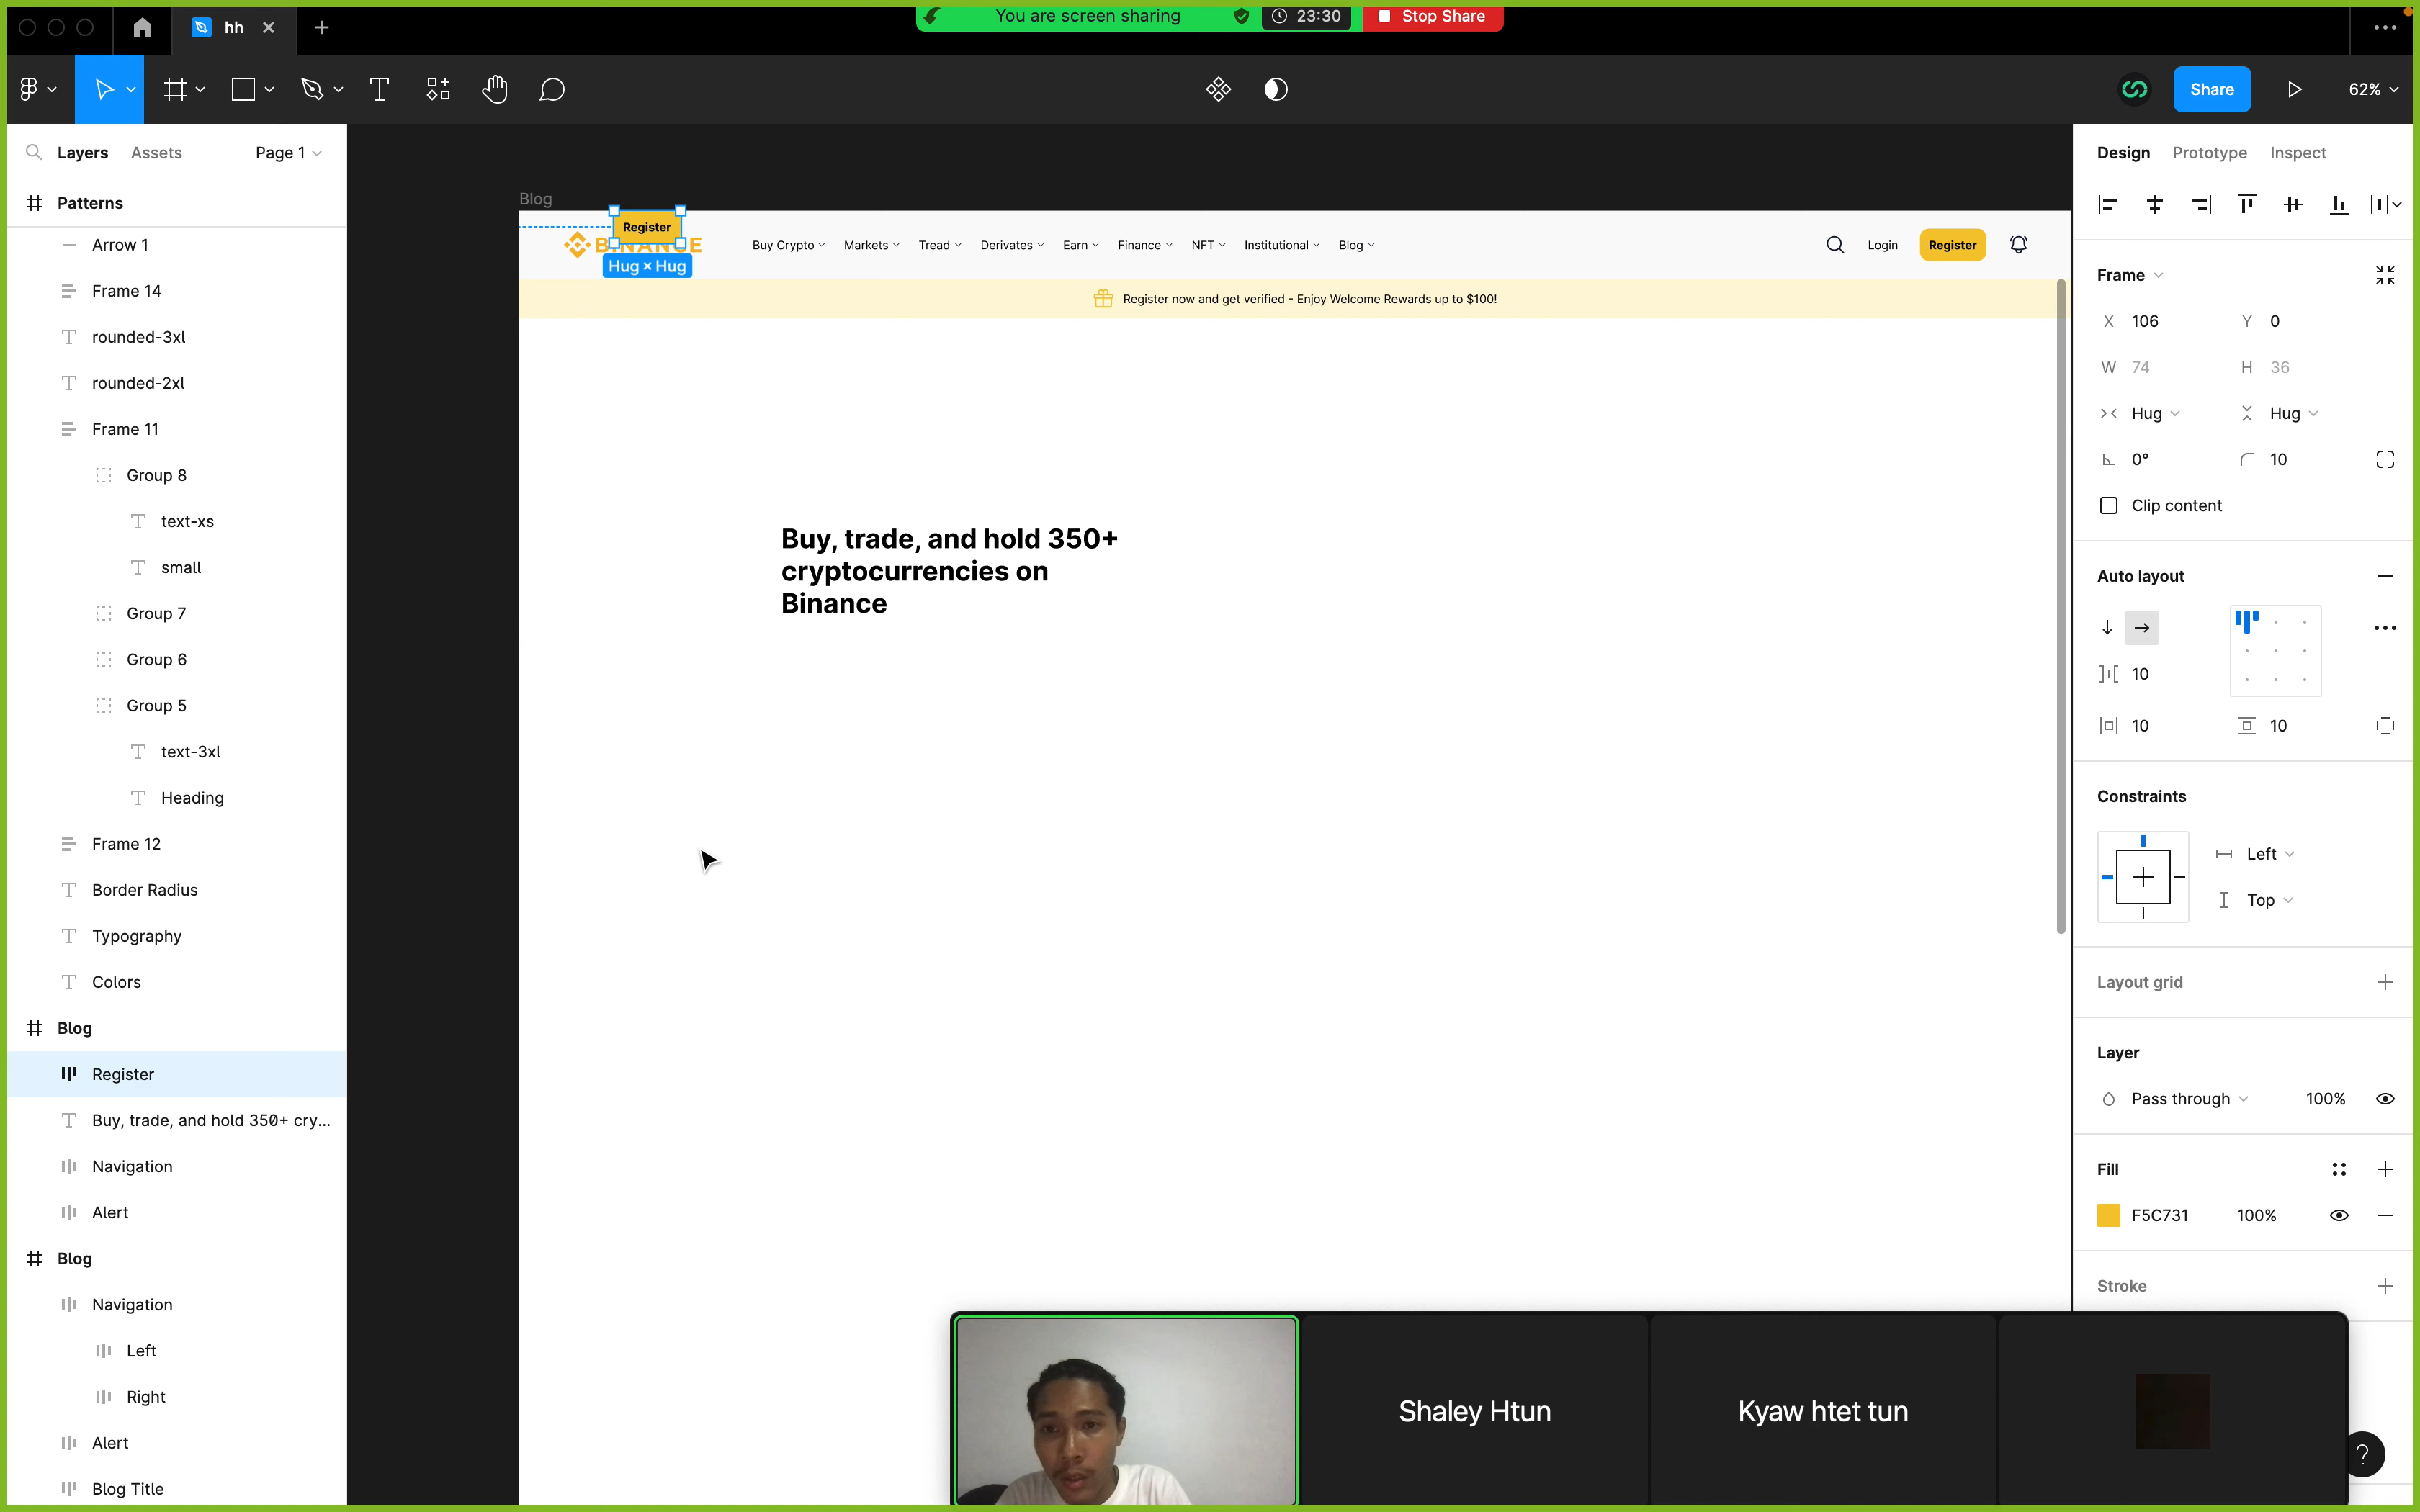 hh
You are screen sharing
23:30
Stop Share
Share
62%
Layers
Assets
Page 1
Patterns
Arrow 1
Frame 14
rounded-3xl
rounded-2xl
Frame 11
Group 8
text-xs
small
Group 7
Group 6
Group 5
text-3xl
Heading
Frame 12
Border Radius
Typography
Colors
Blog
Register
Buy, trade, and hold 350+ cry...
Navigation
Alert
Blog
Navigation
Left
Right
Alert
Blog Title
Blog
Register
BINANCE
Hug × Hug
Buy Crypto
Markets
Tread
Derivates
Earn
Finance
NFT
Institutional
Blog
Login
Register
Register now and get verified - Enjoy Welcome Rewards up to $100!
Buy, trade, and hold 350+
cryptocurrencies on
Binance
Design
Prototype
Inspect
Frame
X 106
Y 0
W 74
H 36
Hug
Hug
0°
10
Clip content
Auto layout
10
10
10
Constraints
Left
Top
Layout grid
Layer
Pass through
100%
Fill
F5C731
100%
Stroke
Shaley Htun
Kyaw htet tun
?